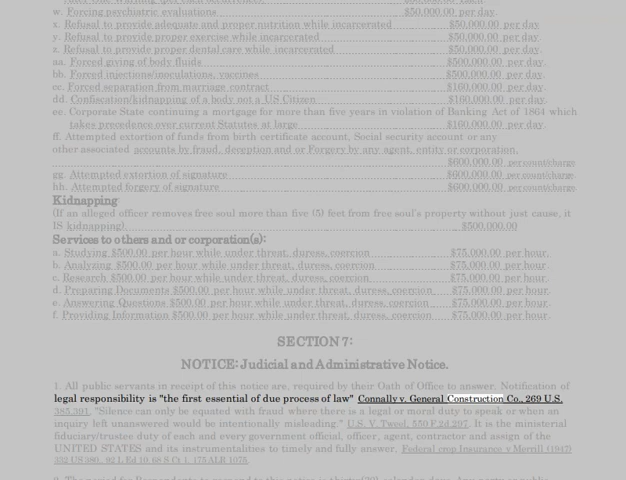 w. Forcing psychiatric evaluations $50,000.00 per day.
x. Refusal to provide adequate and proper nutrition while incarcerated $50,000.00 per day
y. Refusal to provide proper exercise while incarcerated $50,000.00 per day.
z. Refusal to provide proper dental care while incarcerated $50,000.00 per day.
aa. Forced giving of body fluids $500,000.00 per day.
bb. Forced injections/inoculations, vaccines $500,000.00 per day.
cc. Forced separation from marriage contract $160,000.00 per day.
dd. Confiscation/kidnapping of a body not a US Citizen $160,000.00 per day.
ee. Corporate State continuing a mortgage for more than five years in violation of Banking Act of 1864 which
takes precedence over current Statutes at large $160,000.00 per day.
ff. Attempted extortion of funds from birth certificate account, Social security account or any
other associated accounts by fraud, deception and or Forgery by any agent, entity or corporation.
$600,000.00 per count/charge
gg. Attempted extortion of signature $600,000.00 per count/charge
hh. Attempted forgery of signature $600,000.00 per count/charge
Kidnapping
(If an alleged officer removes free soul more than five (5) feet from free soul's property without just cause, it
IS kidnapping) $500,000.00
Services to others and or corporation(s):
a. Studying $500.00 per hour while under threat, duress, coercion $75,000.00 per hour.
b. Analyzing $500.00 per hour while under threat, duress, coercion $75,000.00 per hour.
c. Research $500.00 per hour while under threat, duress, coercion $75,000.00 per hour.
d. Preparing Documents $500.00 per hour while under threat, duress, coercion $75,000.00 per hour.
e. Answering Questions $500.00 per hour while under threat, duress, coercion $75,000.00 per hour.
f. Providing Information $500.00 per hour while under threat, duress, coercion $75,000.00 per hour.
SECTION 7:
NOTICE: Judicial and Administrative Notice.
1. All public servants in receipt of this notice are, required by their Oath of Office to answer. Notification of
legal responsibility is "the first essential of due process of law" Connally v. General Construction Co., 269 U.S.
385,391. "Silence can only be equated with fraud where there is a legal or moral duty to speak or when an
inquiry left unanswered would be intentionally misleading." U.S. V. Tweel, 550 F.2d.297. It is the ministerial
fiduciary/trustee duty of each and every government official, officer, agent, contractor and assign of the
UNITED STATES and its instrumentalities to timely and fully answer. Federal crop Insurance v Merrill (1947)
332 US 380, 92 L Ed 10, 68 S Ct 1, 175 ALR 1075.